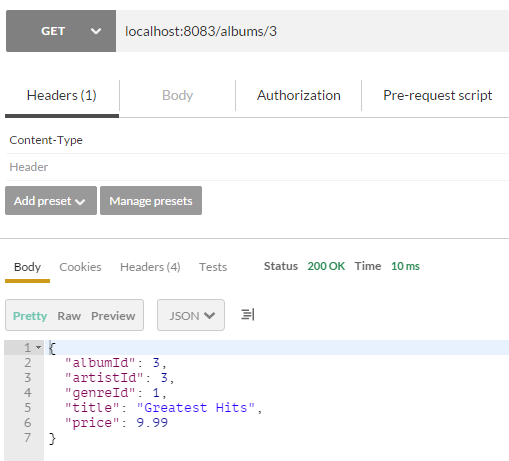 GET localhost:8083/albums/3
Headers (1) Body Authorization Pre-request script
Content-Type
Header
Add preset Manage presets
Body Cookies Headers (4) Tests Status 200 OK Time 10 ms
Pretty Raw Preview JSON
1 {
2 "albumId": 3,
3 "artistId": 3,
4 "genreId": 1,
5 "title": "Greatest Hits",
6 "price": 9.99
7 }